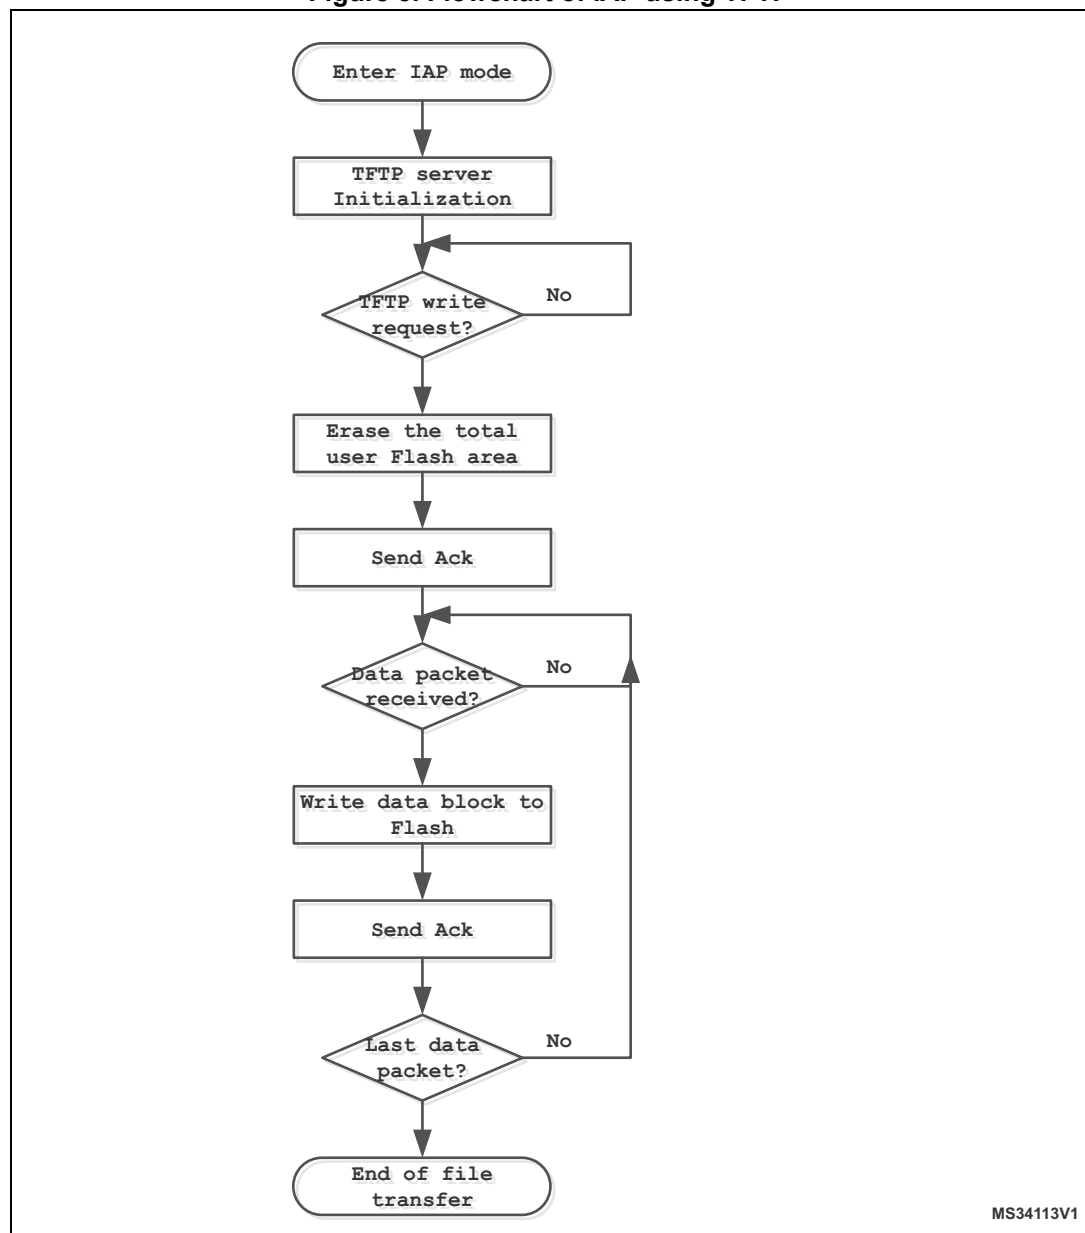 Enter IAP mode
TFTP server
Initialization
TFTP write
request?
No
Erase the total
user Flash area
Send Ack
Data packet
received?
No
Write data block to
Flash
Send Ack
Last data
packet?
No
End of file
transfer
MS34113V1